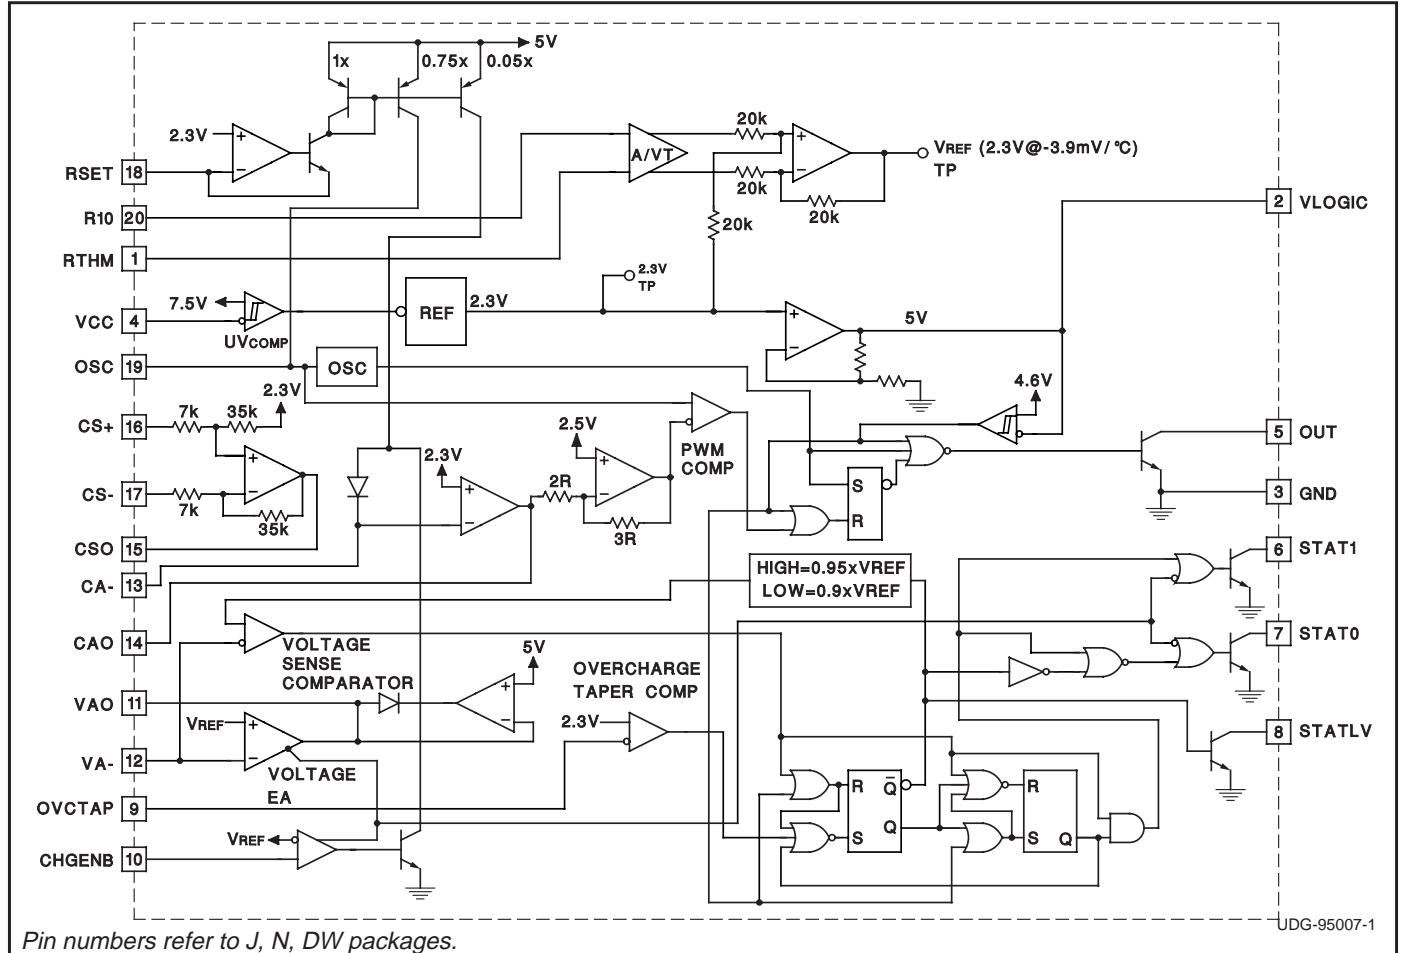 5V
1x
0.75x
0.05x
2.3V
+
−
RSET
18
R10
20
RTHM
1
A/VT
20k
20k
20k
20k
+
−
VREF (2.3V@-3.9mV/°C)
TP
2
VLOGIC
7.5V
VCC
4
UVCOMP
REF
2.3V
2.3V
TP
+
−
5V
OSC
19
OSC
4.6V
CS+
16
7k
35k
2.3V
+
−
CS-
17
7k
35k
CSO
15
CA-
13
CAO
14
2.3V
+
−
2.5V
+
−
2R
3R
PWM
COMP
S
R
5
OUT
3
GND
6
STAT1
7
STAT0
8
STATLV
HIGH=0.95xVREF
LOW=0.9xVREF
VOLTAGE
SENSE
COMPARATOR
5V
+
−
OVERCHARGE
TAPER COMP
2.3V
VAO
11
VREF
+
−
VA-
12
VOLTAGE
EA
OVCTAP
9
VREF
CHGENB
10
R
Q̅
Q
S
R
S
Q
UDG-95007-1
Pin numbers refer to J, N, DW packages.